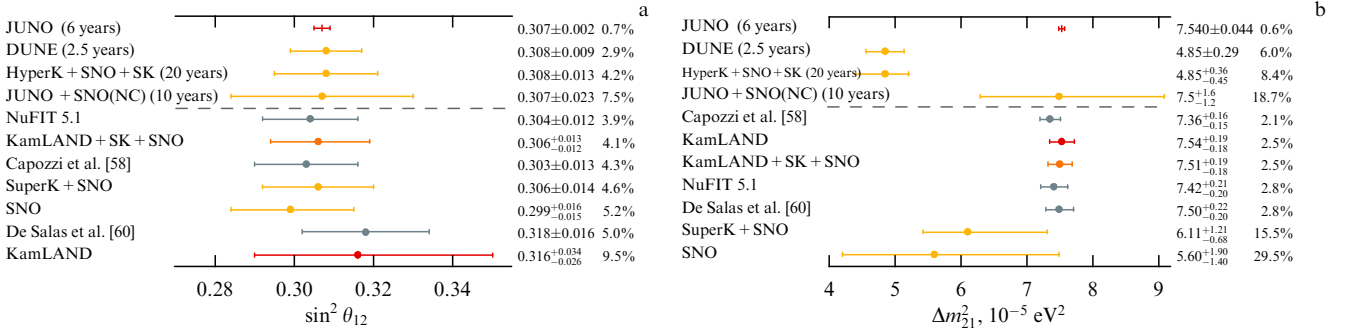 a
JUNO (6 years) 0.307±0.002 0.7%
DUNE (2.5 years) 0.308±0.009 2.9%
HyperK + SNO + SK (20 years) 0.308±0.013 4.2%
JUNO + SNO(NC) (10 years) 0.307±0.023 7.5%
NuFIT 5.1 0.304±0.012 3.9%
KamLAND + SK + SNO 0.306+0.013−0.012 4.1%
Capozzi et al. [58] 0.303±0.013 4.3%
SuperK + SNO 0.306±0.014 4.6%
SNO 0.299+0.016−0.015 5.2%
De Salas et al. [60] 0.318±0.016 5.0%
KamLAND 0.316+0.034−0.026 9.5%
0.28 0.30 0.32 0.34
sin² θ₁₂
b
JUNO (6 years) 7.540±0.044 0.6%
DUNE (2.5 years) 4.85±0.29 6.0%
HyperK + SNO + SK (20 years) 4.85+0.36−0.45 8.4%
JUNO + SNO(NC) (10 years) 7.5+1.6−1.2 18.7%
Capozzi et al. [58] 7.36+0.16−0.15 2.1%
KamLAND 7.54+0.19−0.18 2.5%
KamLAND + SK + SNO 7.51+0.19−0.18 2.5%
NuFIT 5.1 7.42+0.21−0.20 2.8%
De Salas et al. [60] 7.50+0.22−0.20 2.8%
SuperK + SNO 6.11+1.21−0.68 15.5%
SNO 5.60+1.90−1.40 29.5%
4 5 6 7 8 9
Δm²₂₁, 10⁻⁵ eV²